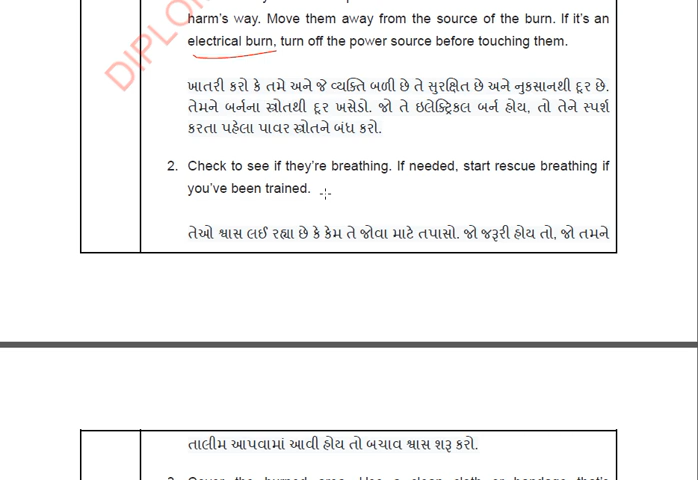 DIPLO
harm's way. Move them away from the source of the burn. If it's an
electrical burn, turn off the power source before touching them.
ખાતરી કરો કે તમે અને જે વ્યક્તિ બળી છે તે સુરક્ષિત છે અને નુકસાનથી દૂર છે.
તેમને બર્નના સ્ત્રોતથી દૂર ખસેડો. જો તે ઇલેક્ટ્રિકલ બર્ન હોય, તો તેને સ્પર્શ
કરતા પહેલા પાવર સ્ત્રોતને બંધ કરો.
2. Check to see if they're breathing. If needed, start rescue breathing if
you've been trained.
તેઓ શ્વાસ લઈ રહ્યા છે કે કેમ તે જોવા માટે તપાસો. જો જરૂરી હોય તો, જો તમને
તાલીમ આપવામાં આવી હોય તો બચાવ શ્વાસ શરૂ કરો.